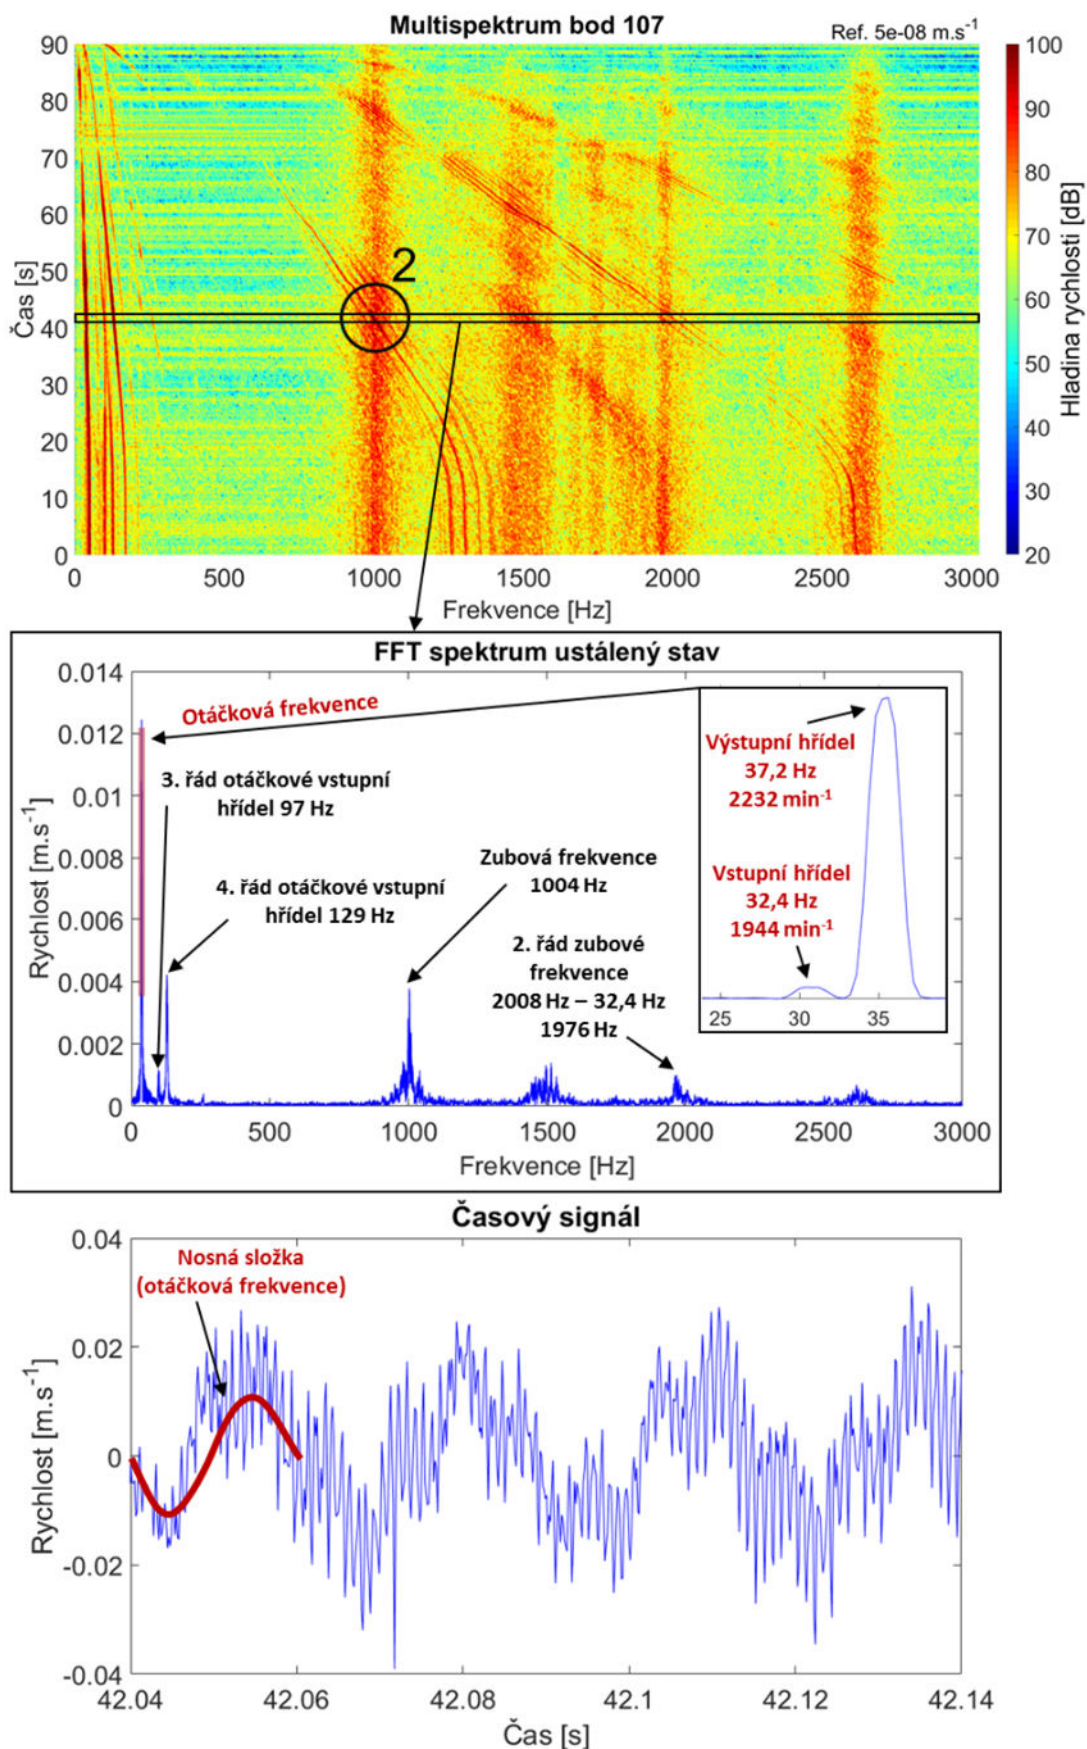 Multispektrum bod 107
Ref. 5e-08 m.s⁻¹
90
80
70
60
50
40
30
20
10
0
Čas [s]
2
0
500
1000
1500
2000
2500
3000
Frekvence [Hz]
100
90
80
70
60
50
40
30
20
Hladina rychlosti [dB]
FFT spektrum ustálený stav
0.014
0.012
0.01
0.008
0.006
0.004
0.002
0
Rychlost [m.s⁻¹]
Otáčková frekvence
3. řád otáčkové vstupní
hřídel 97 Hz
4. řád otáčkové vstupní
hřídel 129 Hz
Zubová frekvence
1004 Hz
2. řád zubové
frekvence
2008 Hz – 32,4 Hz
1976 Hz
Výstupní hřídel
37,2 Hz
2232 min⁻¹
Vstupní hřídel
32,4 Hz
1944 min⁻¹
25
30
35
0
500
1000
1500
2000
2500
3000
Frekvence [Hz]
Časový signál
0.04
0.02
0
-0.02
-0.04
Rychlost [m.s⁻¹]
Nosná složka
(otáčková frekvence)
42.04
42.06
42.08
42.1
42.12
42.14
Čas [s]